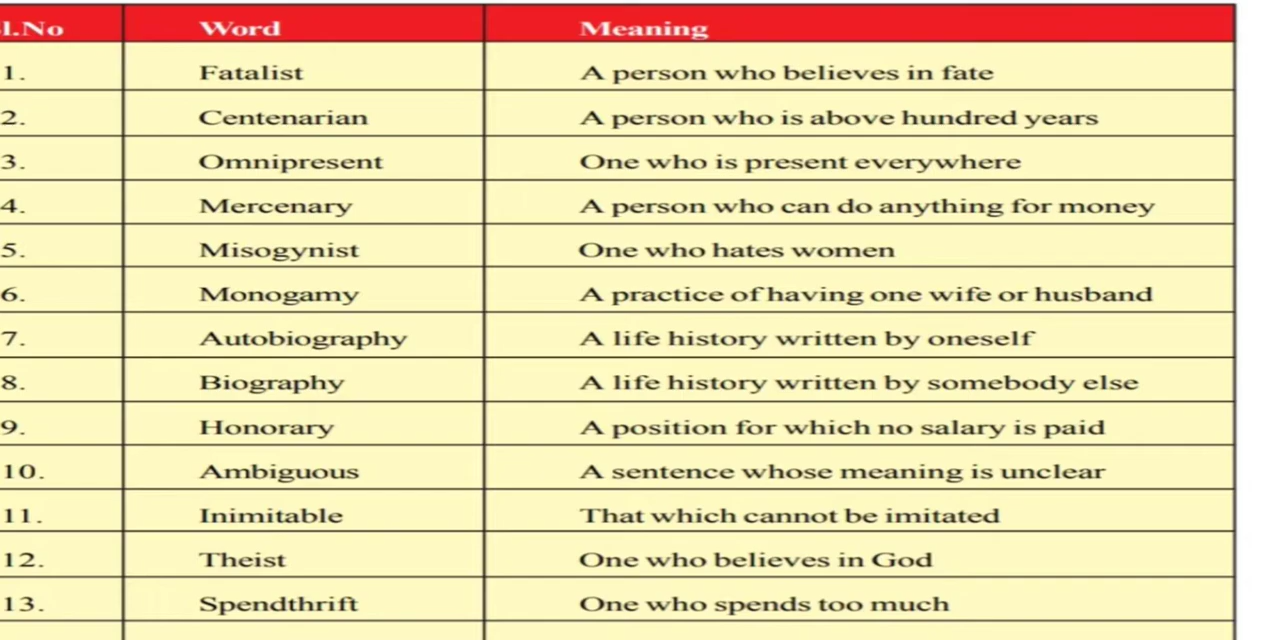 Sl.No Word Meaning
1. Fatalist A person who believes in fate
2. Centenarian A person who is above hundred years
3. Omnipresent One who is present everywhere
4. Mercenary A person who can do anything for money
5. Misogynist One who hates women
6. Monogamy A practice of having one wife or husband
7. Autobiography A life history written by oneself
8. Biography A life history written by somebody else
9. Honorary A position for which no salary is paid
10. Ambiguous A sentence whose meaning is unclear
11. Inimitable That which cannot be imitated
12. Theist One who believes in God
13. Spendthrift One who spends too much